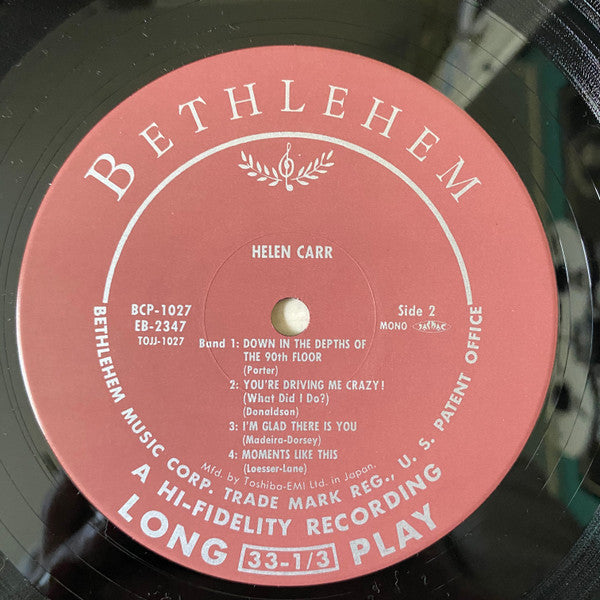 BETHLEHEM
HELEN CARR
BCP-1027
EB-2347
TOJJ-1027
Side 2
MONO
Band 1: DOWN IN THE DEPTHS OF
THE 90th FLOOR
(Porter)
2: YOU'RE DRIVING ME CRAZY!
(What Did I Do?)
(Donaldson)
3: I'M GLAD THERE IS YOU
(Madeira-Dorsey)
4: MOMENTS LIKE THIS
(Loesser-Lane)
Mfd. by Toshiba-EMI Ltd. in Japan.
BETHLEHEM MUSIC CORP. TRADE MARK REG., U. S. PATENT OFFICE
A HI-FIDELITY RECORDING
LONG 33-1/3 PLAY